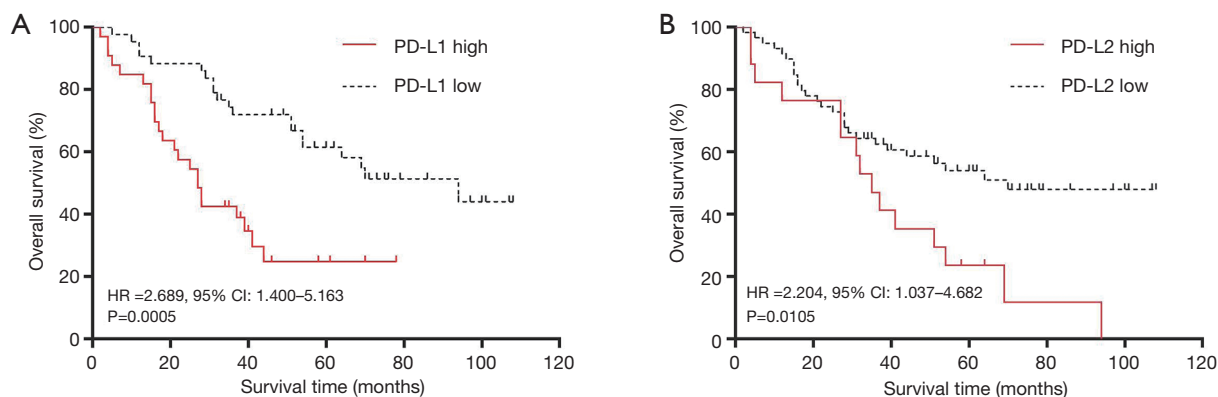 A
PD-L1 high
PD-L1 low
Overall survival (%)
100
80
60
40
20
0
HR =2.689, 95% CI: 1.400–5.163
P=0.0005
0 20 40 60 80 100 120
Survival time (months)
B
PD-L2 high
PD-L2 low
Overall survival (%)
100
80
60
40
20
0
HR =2.204, 95% CI: 1.037–4.682
P=0.0105
0 20 40 60 80 100 120
Survival time (months)